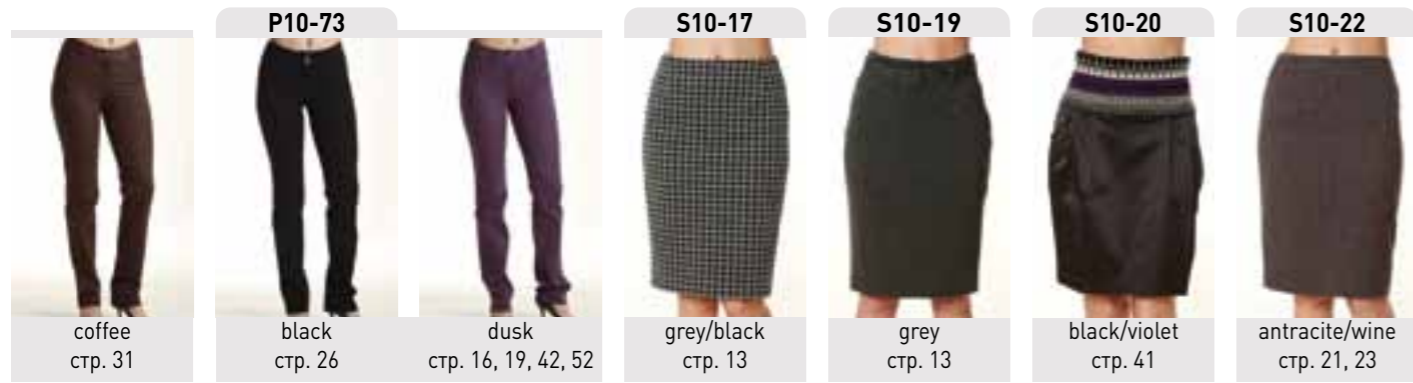 P10-73
S10-17
S10-19
S10-20
S10-22
coffee
стр. 31
black
стр. 26
dusk
стр. 16, 19, 42, 52
grey/black
стр. 13
grey
стр. 13
black/violet
стр. 41
antracite/wine
стр. 21, 23